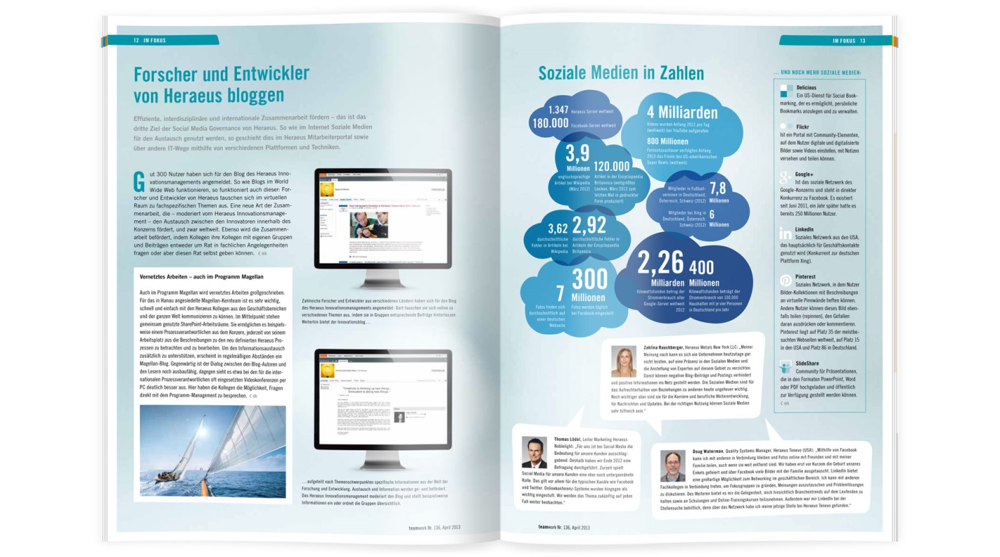 12 IM FOKUS
Forscher und Entwickler
von Heraeus bloggen
Effiziente, interdisziplinäre und internationale Zusammenarbeit fördern – das ist das
dritte Ziel der Social Media Governance von Heraeus. So wie im Internet Soziale Medien
für den Austausch genutzt werden, so geschieht dies im Heraeus Mitarbeiterportal sowie
über andere IT-Wege mithilfe von verschiedenen Plattformen und Techniken.
Gut 300 Nutzer haben sich für den Blog des Heraeus Inno-
vationsmanagements angemeldet. So wie Blogs im World
Wide Web funktionieren, so funktioniert auch dieser: For-
scher und Entwickler von Heraeus tauschen sich im virtuellen
Raum zu fachspezifischen Themen aus. Eine neue Art der Zusam-
menarbeit, die – moderiert vom Heraeus Innovationsmanage-
ment – den Austausch zwischen den Innovatoren innerhalb des
Konzerns fördert, und zwar weltweit. Ebenso wird die Zusammen-
arbeit befördert, indem Kollegen ihre Kollegen mit eigenen Gruppen
und Beiträgen entweder um Rat in fachlichen Angelegenheiten
fragen oder aber diesen Rat selbst geben können.
Vernetztes Arbeiten – auch im Programm Magellan
Auch im Programm Magellan wird vernetztes Arbeiten großgeschrieben.
Für das in Hanau angesiedelte Magellan-Kernteam ist es sehr wichtig,
schnell und einfach mit den Heraeus Kollegen aus den Geschäftsbereichen
und der ganzen Welt kommunizieren zu können. Im Mittelpunkt stehen
gemeinsam genutzte SharePoint-Arbeitsräume. Sie ermöglichen es beispiels-
weise einem Prozessverantwortlichen aus dem Konzern, jederzeit von seinem
Arbeitsplatz aus die Beschreibungen zu den neu definierten Heraeus Pro-
zessen zu betrachten und zu bearbeiten. Um den Informationsaustausch
zusätzlich zu unterstützen, erscheint in regelmäßigen Abständen ein
Magellan-Blog. Gegenwärtig ist der Dialog zwischen den Blog-Autoren und
den Lesern noch ausbaufähig, dagegen sieht es etwa bei den für die inter-
nationalen Prozessverantwortlichen oft eingesetzten Videokonferenzen per
PC deutlich besser aus. Hier haben die Kollegen die Möglichkeit, Fragen
direkt mit dem Programm-Management zu besprechen.
Zahlreiche Forscher und Entwickler aus verschiedenen Ländern haben sich für den Blog
des Heraeus Innovationsmanagements angemeldet. Dort tauschen sie sich online zu
verschiedenen Themen aus, indem sie in Gruppen entsprechende Beiträge hinterlassen.
Weiterhin bietet der Innovationsblog ...
"Creativity is thinking up new things.
Innovation is doing new things."
... aufgeteilt nach Themenschwerpunkten spezifische Informationen aus der Welt der
Forschung und Entwicklung. Austausch und Information werden ge- und befördert.
Das Heraeus Innovationsmanagement moderiert den Blog und stellt beispielsweise
Informationen ein oder ordnet die Gruppen übersichtlich.
teamwork Nr. 136, April 2013
IM FOKUS 13
Soziale Medien in Zahlen
1.347 Heraeus Server weltweit
180.000 Facebook-Server weltweit
4 Milliarden
Videos wurden Anfang 2012 pro Tag
(weltweit) bei YouTube aufgerufen
800 Millionen
Fernsehzuschauer verfolgten Anfang
2013 das Finale des US-amerikanischen
Super Bowls (weltweit)
3,9
Millionen
englischsprachige
Artikel bei Wikipedia
(März 2012)
120.000
Artikel in der Encyclopaedia
Britannica (weltgrößtes
Lexikon, März 2012 zum
letzten Mal in gedruckter
Form produziert)
Mitglieder in Fußball-
vereinen in Deutschland,
Österreich, Schweiz (2012)
7,8
Millionen
Mitglieder bei Xing in
Deutschland, Österreich,
Schweiz (2012)
6
Millionen
3,62
durchschnittliche
Fehler in Artikeln bei
Wikipedia
2,92
durchschnittliche
Fehler in Artikeln
der Encyclopaedia
Britannica
7
Fotos finden sich
durchschnittlich auf
einer deutschen
Webseite
300
Millionen
Fotos werden täglich
bei Facebook eingestellt
2,26
Milliarden
Kilowattstunden betrug der
Stromverbrauch aller
Google-Server weltweit
2012
400
Millionen
Kilowattstunden beträgt der
Stromverbrauch von 100.000
Haushalten mit je vier Personen
in Deutschland pro Jahr
Zaklina Rauschberger, Heraeus Metals New York LLC: „Meiner
Meinung nach kann es sich ein Unternehmen heutzutage gar
nicht leisten, auf eine Präsenz in den Sozialen Medien und
die Anstellung von Experten auf diesem Gebiet zu verzichten.
Damit können negative Blog-Beiträge und Postings verhindert
und positive Informationen ins Netz gestellt werden. Die Sozialen Medien sind für
das Aufrechterhalten von Beziehungen zu anderen heute ungeheuer wichtig.
Noch wichtiger aber sind sie für die Karriere und berufliche Weiterentwicklung,
für Nachrichten und Updates. Bei der richtigen Nutzung können Soziale Medien
sehr hilfreich sein.“
Thomas Lüdel, Leiter Marketing Heraeus
Noblelight: „Für uns ist bei Social Media die
Bedeutung für unsere Kunden ausschlag-
gebend. Deshalb haben wir Ende 2012 eine
Befragung durchgeführt: Zurzeit spielt
Social Media für unsere Kunden eine eher noch untergeordnete
Rolle. Das gilt vor allem für die typischen Kanäle wie Facebook
und Twitter. Onlinekonferenz-Systeme wurden hingegen als
wichtig eingestuft. Wir werden das Thema zukünftig auf jeden
Fall weiter beobachten.“
Doug Waterman, Quality Systems Manager, Heraeus Tenevo (USA): „Mithilfe von Facebook
kann ich mit anderen in Verbindung bleiben und Fotos online mit Freunden und mit meiner
Familie teilen, auch wenn sie weit entfernt sind. Wir haben erst vor Kurzem die Geburt unseres
Enkels gefeiert und über Facebook viele Bilder mit der Familie ausgetauscht. LinkedIn bietet
eine großartige Möglichkeit zum Networking im geschäftlichen Bereich. Ich kann mit anderen
Fachkollegen in Verbindung treten, um Fokusgruppen zu gründen, Meinungen auszutauschen und Problemlösungen
zu diskutieren. Des Weiteren bietet es mir die Gelegenheit, mich hinsichtlich Branchentrends auf dem Laufenden zu
halten sowie an Schulungen und Online-Trainingskursen teilzunehmen. Außerdem war mir LinkedIn bei der
Stellensuche behilflich, denn über das Netzwerk habe ich meine jetzige Stelle bei Heraeus Tenevo gefunden.“
... UND NOCH MEHR SOZIALE MEDIEN:
Delicious
Ein US-Dienst für Social Book-
marking, der es ermöglicht, persönliche
Bookmarks anzulegen und zu verwalten.
Flickr
Ist ein Portal mit Community-Elementen,
auf dem Nutzer digitale und digitalisierte
Bilder sowie Videos einstellen, mit Notizen
versehen und teilen können.
Google+
Ist das soziale Netzwerk des
Google-Konzerns und steht in direkter
Konkurrenz zu Facebook. Es existiert
seit Juni 2011, ein Jahr später hatte es
bereits 250 Millionen Nutzer.
LinkedIn
Soziales Netzwerk aus den USA,
das hauptsächlich für Geschäftskontakte
genutzt wird (Konkurrent zur deutschen
Plattform Xing).
Pinterest
Soziales Netzwerk, in dem Nutzer
Bilder-Kollektionen mit Beschreibungen
an virtuelle Pinnwände heften können.
Andere Nutzer können dieses Bild eben-
falls teilen (repinnen), den Gefallen
daran ausdrücken oder kommentieren.
Pinterest liegt auf Platz 35 der meistbe-
suchten Webseiten weltweit, auf Platz 15
in den USA und Platz 86 in Deutschland.
SlideShare
Community für Präsentationen,
die in den Formaten PowerPoint, Word
oder PDF hochgeladen und öffentlich
zur Verfügung gestellt werden können.
teamwork Nr. 136, April 2013